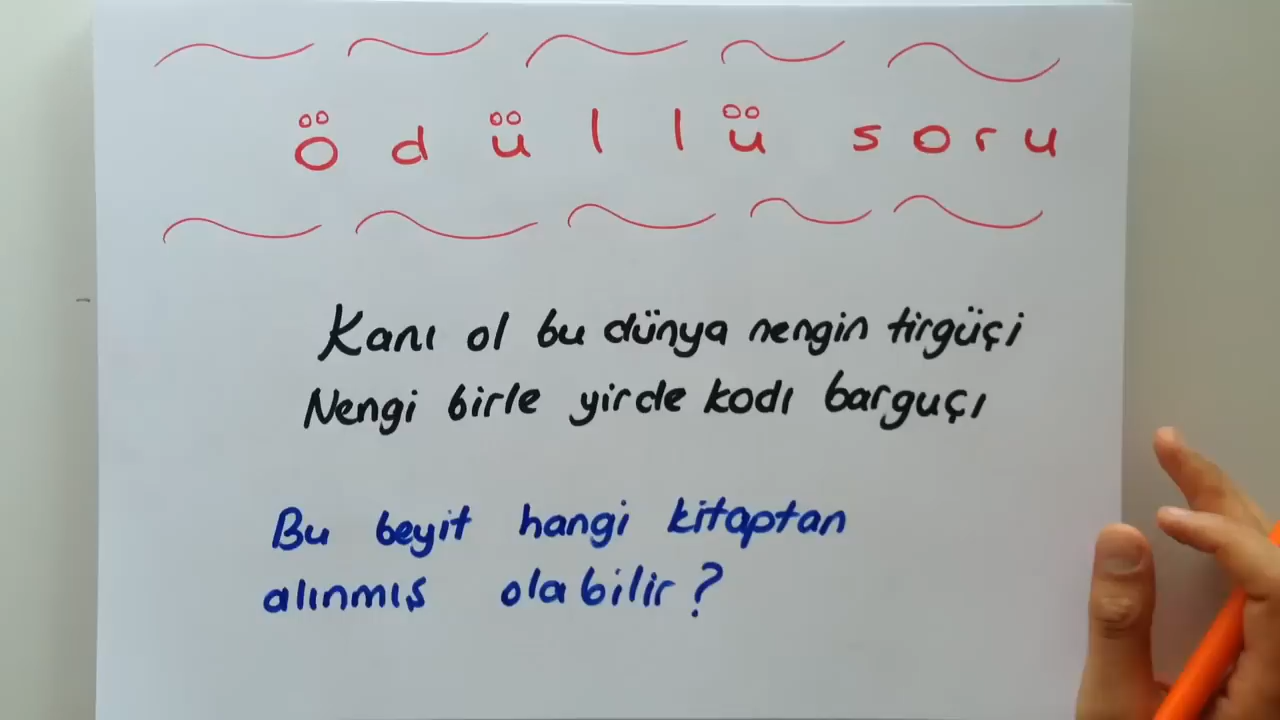 ödüllü soru
Kanı ol bu dünya nengin tirgüçi
Nengi birle yirde kodı barguçı
Bu beyit hangi kitaptan
alınmış olabilir?